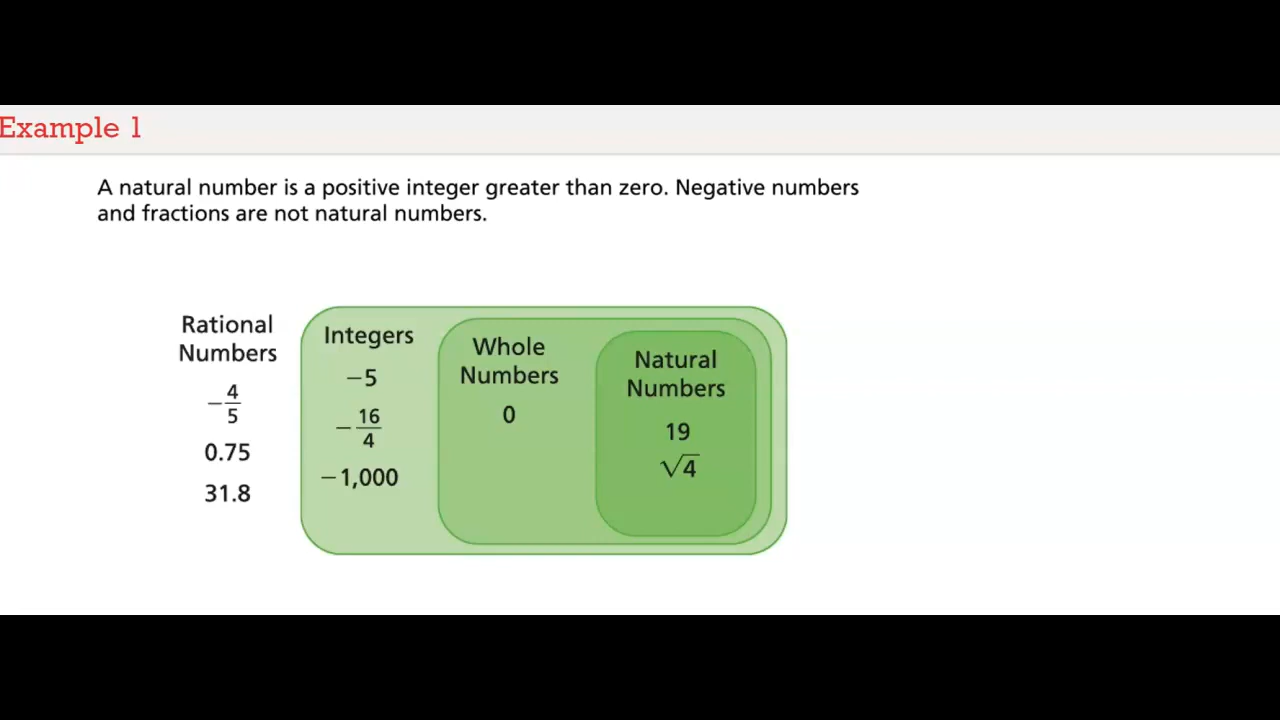 Example 1
A natural number is a positive integer greater than zero. Negative numbers
and fractions are not natural numbers.
Rational
Numbers
−4/5
0.75
31.8
Integers
−5
−16/4
−1,000
Whole
Numbers
0
Natural
Numbers
19
√4